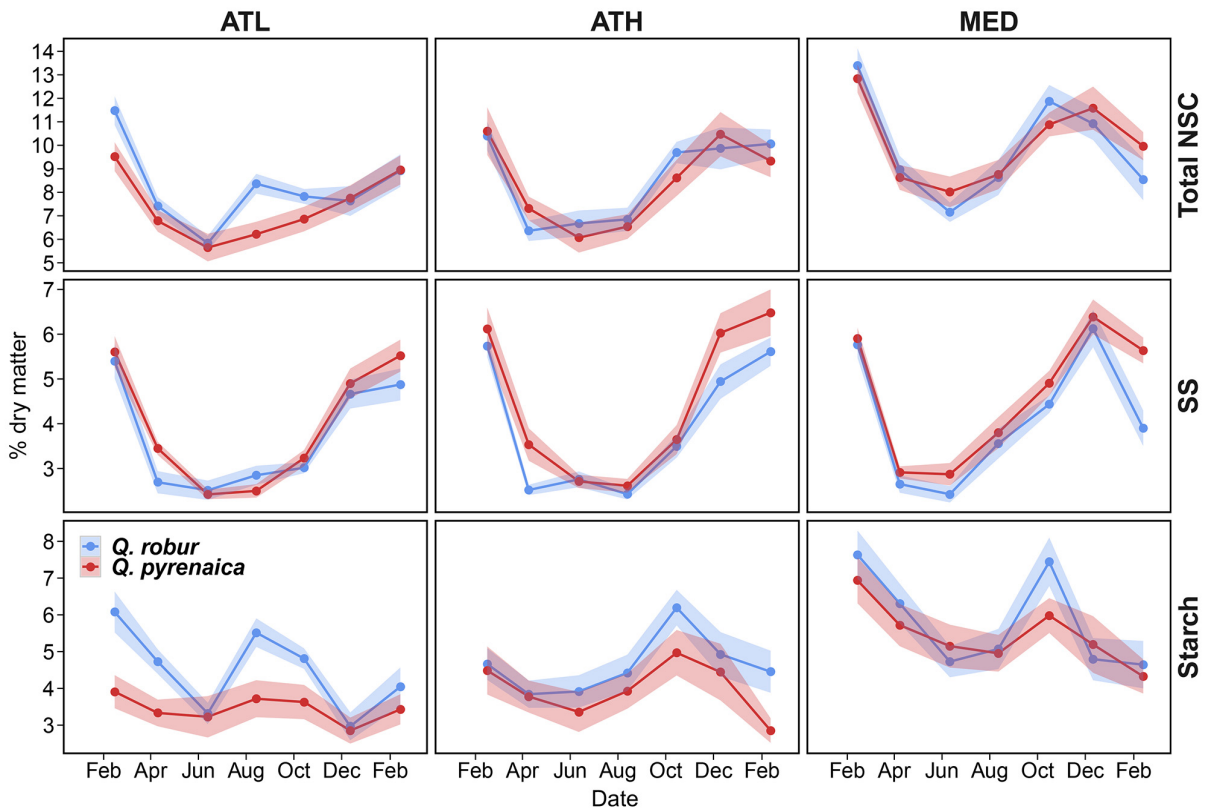 ATL ATH MED
14
13
12
11
10
9
8
7
6
5
Total NSC
7
6
5
4
3
SS
% dry matter
8
7
6
5
4
3
Q. robur
Q. pyrenaica
Starch
Feb Apr Jun Aug Oct Dec Feb Feb Apr Jun Aug Oct Dec Feb Feb Apr Jun Aug Oct Dec Feb
Date